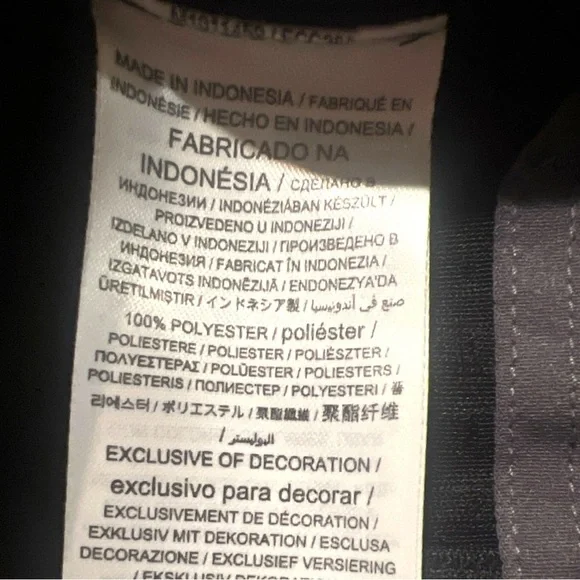 MADE IN INDONESIA / FABRIQUÉ EN
INDONÉSIE / HECHO EN INDONESIA /
FABRICADO NA
INDONÉSIA / СДЕЛАНО В
ИНДОНЕЗИИ / INDONÉZIÁBAN KÉSZÜLT /
PROIZVEDENO U INDONEZIJI /
IZDELANO V INDONEZIJI / ПРОИЗВЕДЕНО В
ИНДОНЕЗИЯ / FABRICAT ÎN INDONEZIA /
IZGATAVOTS INDONĒZIJĀ / ENDONEZYA'DA
ÜRETILMISTIR / インドネシア製 / صنع في أندونيسيا
100% POLYESTER / poliéster /
POLIESTERE / POLIESTER / POLIÉSZTER /
ΠΟΛΥΕΣΤΕΡΑΣ / POLÜESTER / POLIESTERS /
POLIESTERIS / ПОЛИЕСТЕР / POLYESTERI / 폴
리에스터 / ポリエステル / 聚酯纖維 / 聚酯纤维
/ البوليستر
EXCLUSIVE OF DECORATION /
exclusivo para decorar /
EXCLUSIVEMENT DE DÉCORATION /
EXKLUSIV MIT DEKORATION / ESCLUSA
DECORAZIONE / EXCLUSIEF VERSIERING